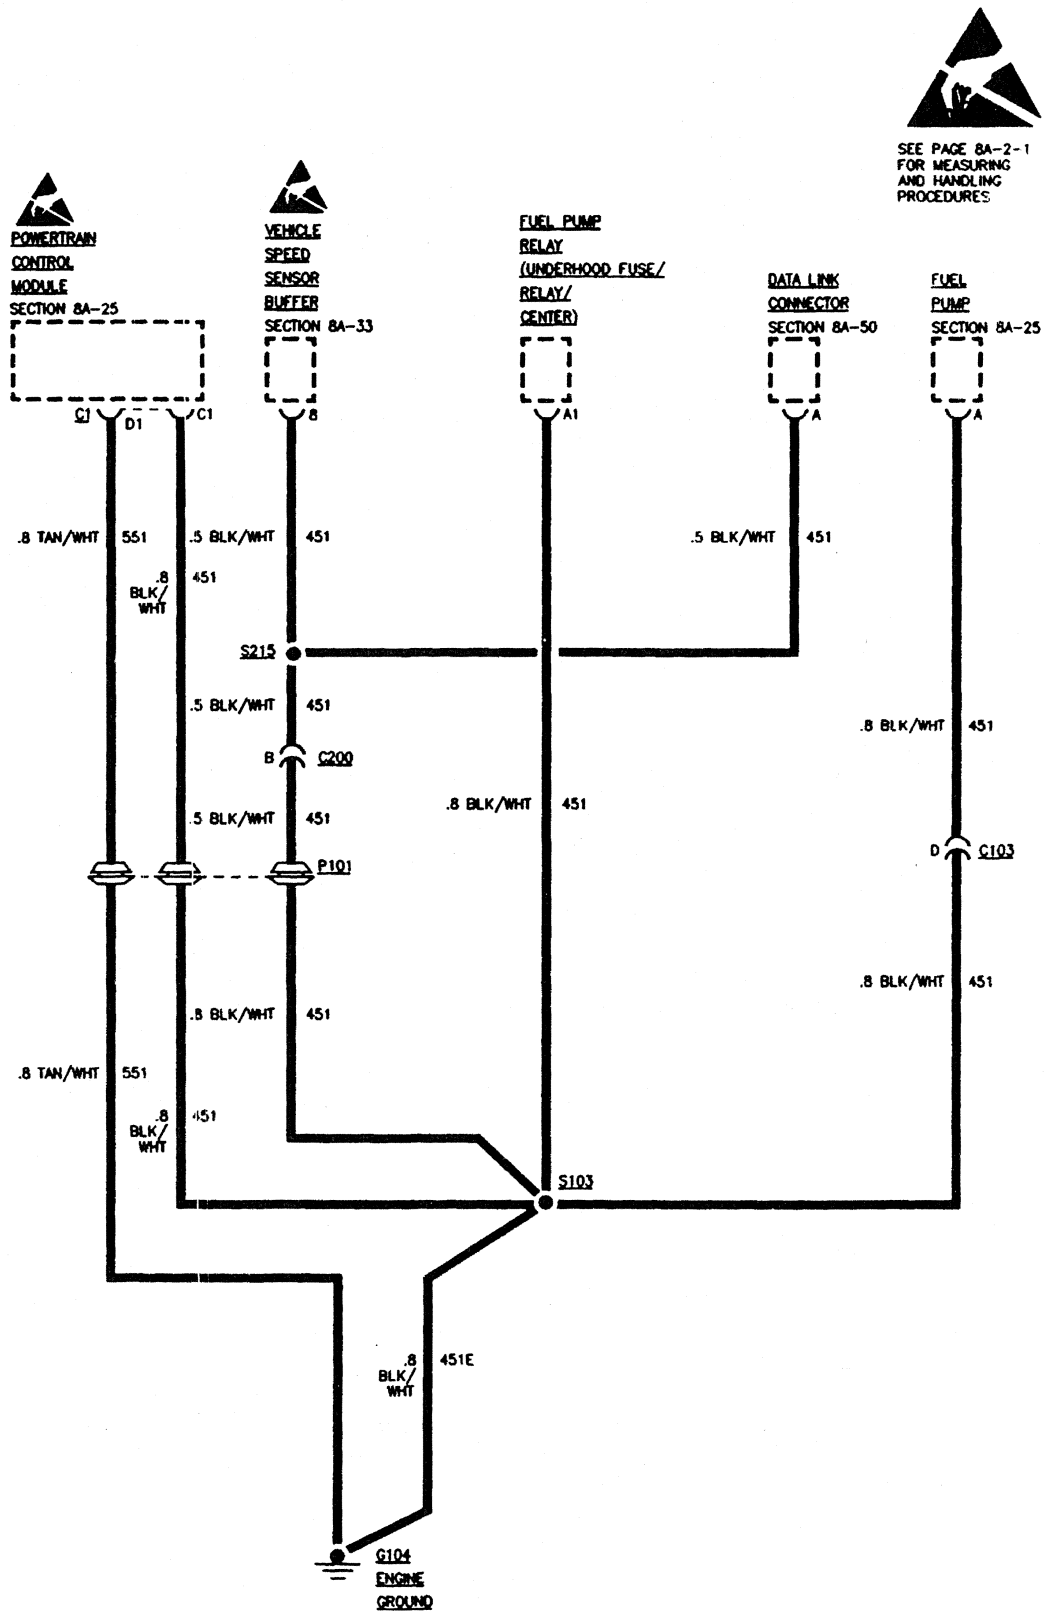 SEE PAGE 8A-2-1
FOR MEASURING
AND HANDLING
PROCEDURES
POWERTRAIN
CONTROL
MODULE
SECTION 8A-25
VEHICLE
SPEED
SENSOR
BUFFER
SECTION 8A-33
FUEL PUMP
RELAY
(UNDERHOOD FUSE/
RELAY/
CENTER)
DATA LINK
CONNECTOR
SECTION 8A-50
FUEL
PUMP
SECTION 8A-25
C1
D1
C1
8
A1
A
A
.8 TAN/WHT 551
.5 BLK/WHT 451
.5 BLK/WHT 451
.8
BLK/
WHT
451
S215
.5 BLK/WHT 451
.8 BLK/WHT 451
B
C200
.8 BLK/WHT 451
.5 BLK/WHT 451
D
C103
P101
.8 BLK/WHT 451
.8 BLK/WHT 451
.8 TAN/WHT 551
.8
BLK/
WHT
451
S103
.8
BLK/
WHT
451E
G104
ENGINE
GROUND